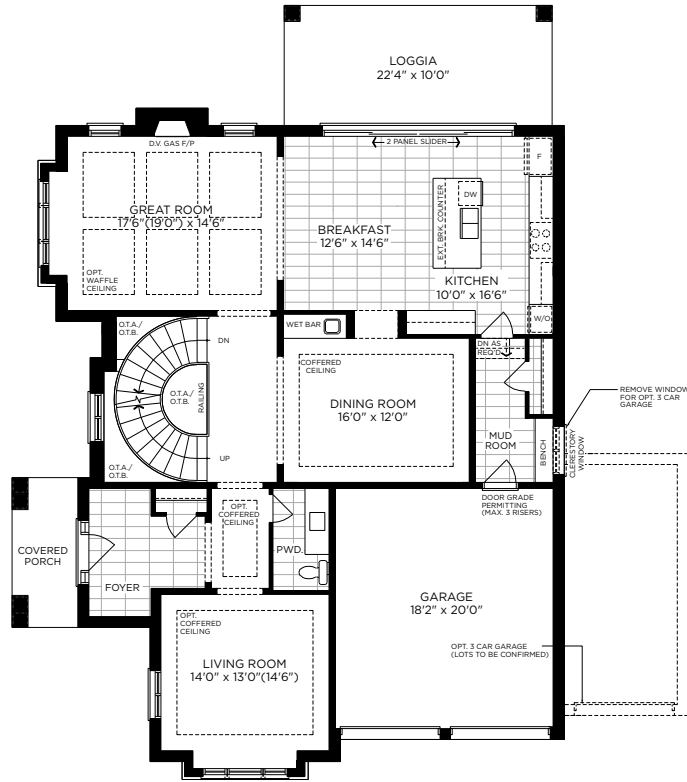 LOGGIA
22'4" x 10'0"
D.V. GAS F/P
2 PANEL SLIDER
F
DW
EXT. BRK. COUNTER
GREAT ROOM
17'6"(19'0") x 14'6"
BREAKFAST
12'6" x 14'6"
OPT.
WAFFLE
CEILING
KITCHEN
10'0" x 16'6"
W/O
O.T.A./
O.T.B.
WET BAR
DN
DN AS
REQ'D
COFFERED
CEILING
O.T.A./
O.T.B.
RAILING
DINING ROOM
16'0" x 12'0"
REMOVE WINDOW
FOR OPT. 3 CAR
GARAGE
MUD
ROOM
BENCH
CLERESTORY
WINDOW
UP
O.T.A./
O.T.B.
DOOR GRADE
PERMITTING
(MAX. 3 RISERS)
OPT.
COFFERED
CEILING
PWD.
COVERED
PORCH
FOYER
GARAGE
18'2" x 20'0"
OPT.
COFFERED
CEILING
OPT. 3 CAR GARAGE
(LOTS TO BE CONFIRMED)
LIVING ROOM
14'0" x 13'0"(14'6")